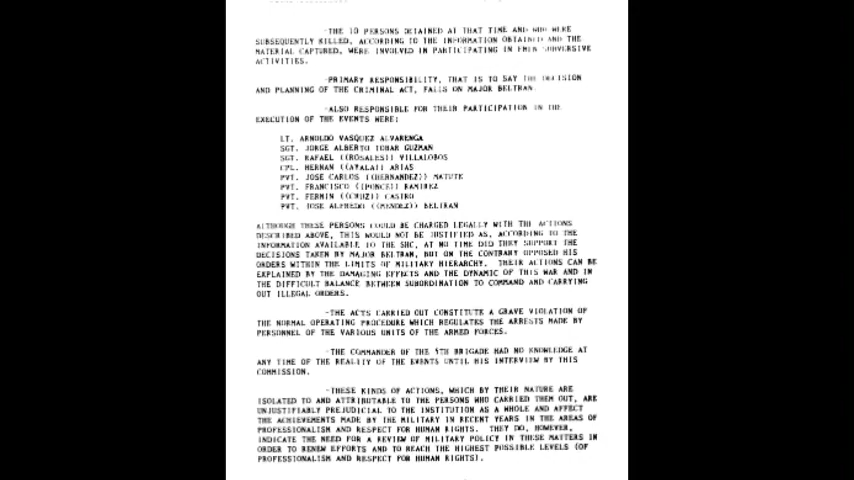 -THE 10 PERSONS DETAINED AT THAT TIME AND WHO WERE
SUBSEQUENTLY KILLED, ACCORDING TO THE INFORMATION OBTAINED AND THE
MATERIAL CAPTURED, WERE INVOLVED IN PARTICIPATING IN FMLN SUBVERSIVE
ACTIVITIES.
-PRIMARY RESPONSIBILITY, THAT IS TO SAY THE DECISION
AND PLANNING OF THE CRIMINAL ACT, FALLS ON MAJOR BELTRAN.
-ALSO RESPONSIBLE FOR THEIR PARTICIPATION IN THE
EXECUTION OF THE EVENTS WERE:
LT. ARNOLDO VASQUEZ ALVARENGA
SGT. JORGE ALBERTO TOBAR GUZMAN
SGT. RAFAEL ((ROSALES)) VILLALOBOS
CPL. HERNAN ((AYALA)) ARIAS
PVT. JOSE CARLOS ((HERNANDEZ)) MATUTE
PVT. FRANCISCO ((PONCE)) RAMIREZ
PVT. FERMIN ((CRUZ)) CASTRO
PVT. JOSE ALFREDO ((MENDEZ)) BELTRAN
ALTHOUGH THESE PERSONS COULD BE CHARGED LEGALLY WITH THE ACTIONS
DESCRIBED ABOVE, THIS WOULD NOT BE JUSTIFIED AS, ACCORDING TO THE
INFORMATION AVAILABLE TO THE SHC, AT NO TIME DID THEY SUPPORT THE
DECISIONS TAKEN BY MAJOR BELTRAN, BUT ON THE CONTRARY OPPOSED HIS
ORDERS WITHIN THE LIMITS OF MILITARY HIERARCHY. THEIR ACTIONS CAN BE
EXPLAINED BY THE DAMAGING EFFECTS AND THE DYNAMIC OF THIS WAR AND IN
THE DIFFICULT BALANCE BETWEEN SUBORDINATION TO COMMAND AND CARRYING
OUT ILLEGAL ORDERS.
-THE ACTS CARRIED OUT CONSTITUTE A GRAVE VIOLATION OF
THE NORMAL OPERATING PROCEDURE WHICH REGULATES THE ARRESTS MADE BY
PERSONNEL OF THE VARIOUS UNITS OF THE ARMED FORCES.
-THE COMMANDER OF THE 5TH BRIGADE HAD NO KNOWLEDGE AT
ANY TIME OF THE REALITY OF THE EVENTS UNTIL HIS INTERVIEW BY THIS
COMMISSION.
-THESE KINDS OF ACTIONS, WHICH BY THEIR NATURE ARE
ISOLATED TO AND ATTRIBUTABLE TO THE PERSONS WHO CARRIED THEM OUT, ARE
UNJUSTIFIABLY PREJUDICIAL TO THE INSTITUTION AS A WHOLE AND AFFECT
THE ACHIEVEMENTS MADE BY THE MILITARY IN RECENT YEARS IN THE AREAS OF
PROFESSIONALISM AND RESPECT FOR HUMAN RIGHTS. THEY DO, HOWEVER,
INDICATE THE NEED FOR A REVIEW OF MILITARY POLICY IN THESE MATTERS IN
ORDER TO RENEW EFFORTS AND TO REACH THE HIGHEST POSSIBLE LEVELS (OF
PROFESSIONALISM AND RESPECT FOR HUMAN RIGHTS).